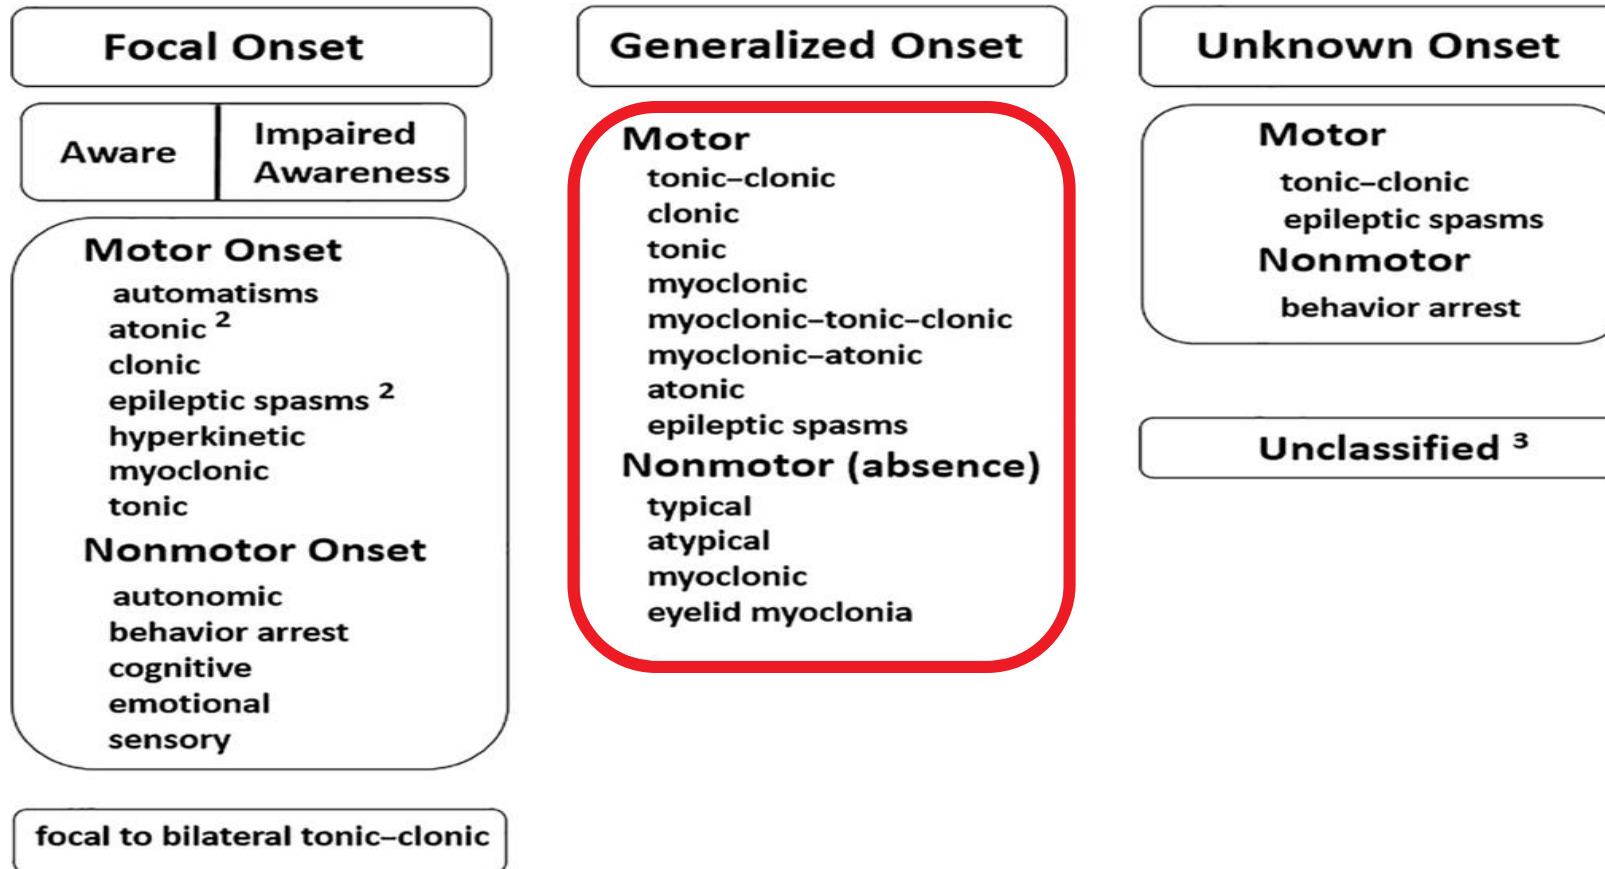 Focal Onset
Aware
Impaired
Awareness
Motor Onset
automatisms
atonic ²
clonic
epileptic spasms ²
hyperkinetic
myoclonic
tonic
Nonmotor Onset
autonomic
behavior arrest
cognitive
emotional
sensory
focal to bilateral tonic–clonic
Generalized Onset
Motor
tonic–clonic
clonic
tonic
myoclonic
myoclonic–tonic–clonic
myoclonic–atonic
atonic
epileptic spasms
Nonmotor (absence)
typical
atypical
myoclonic
eyelid myoclonia
Unknown Onset
Motor
tonic–clonic
epileptic spasms
Nonmotor
behavior arrest
Unclassified ³